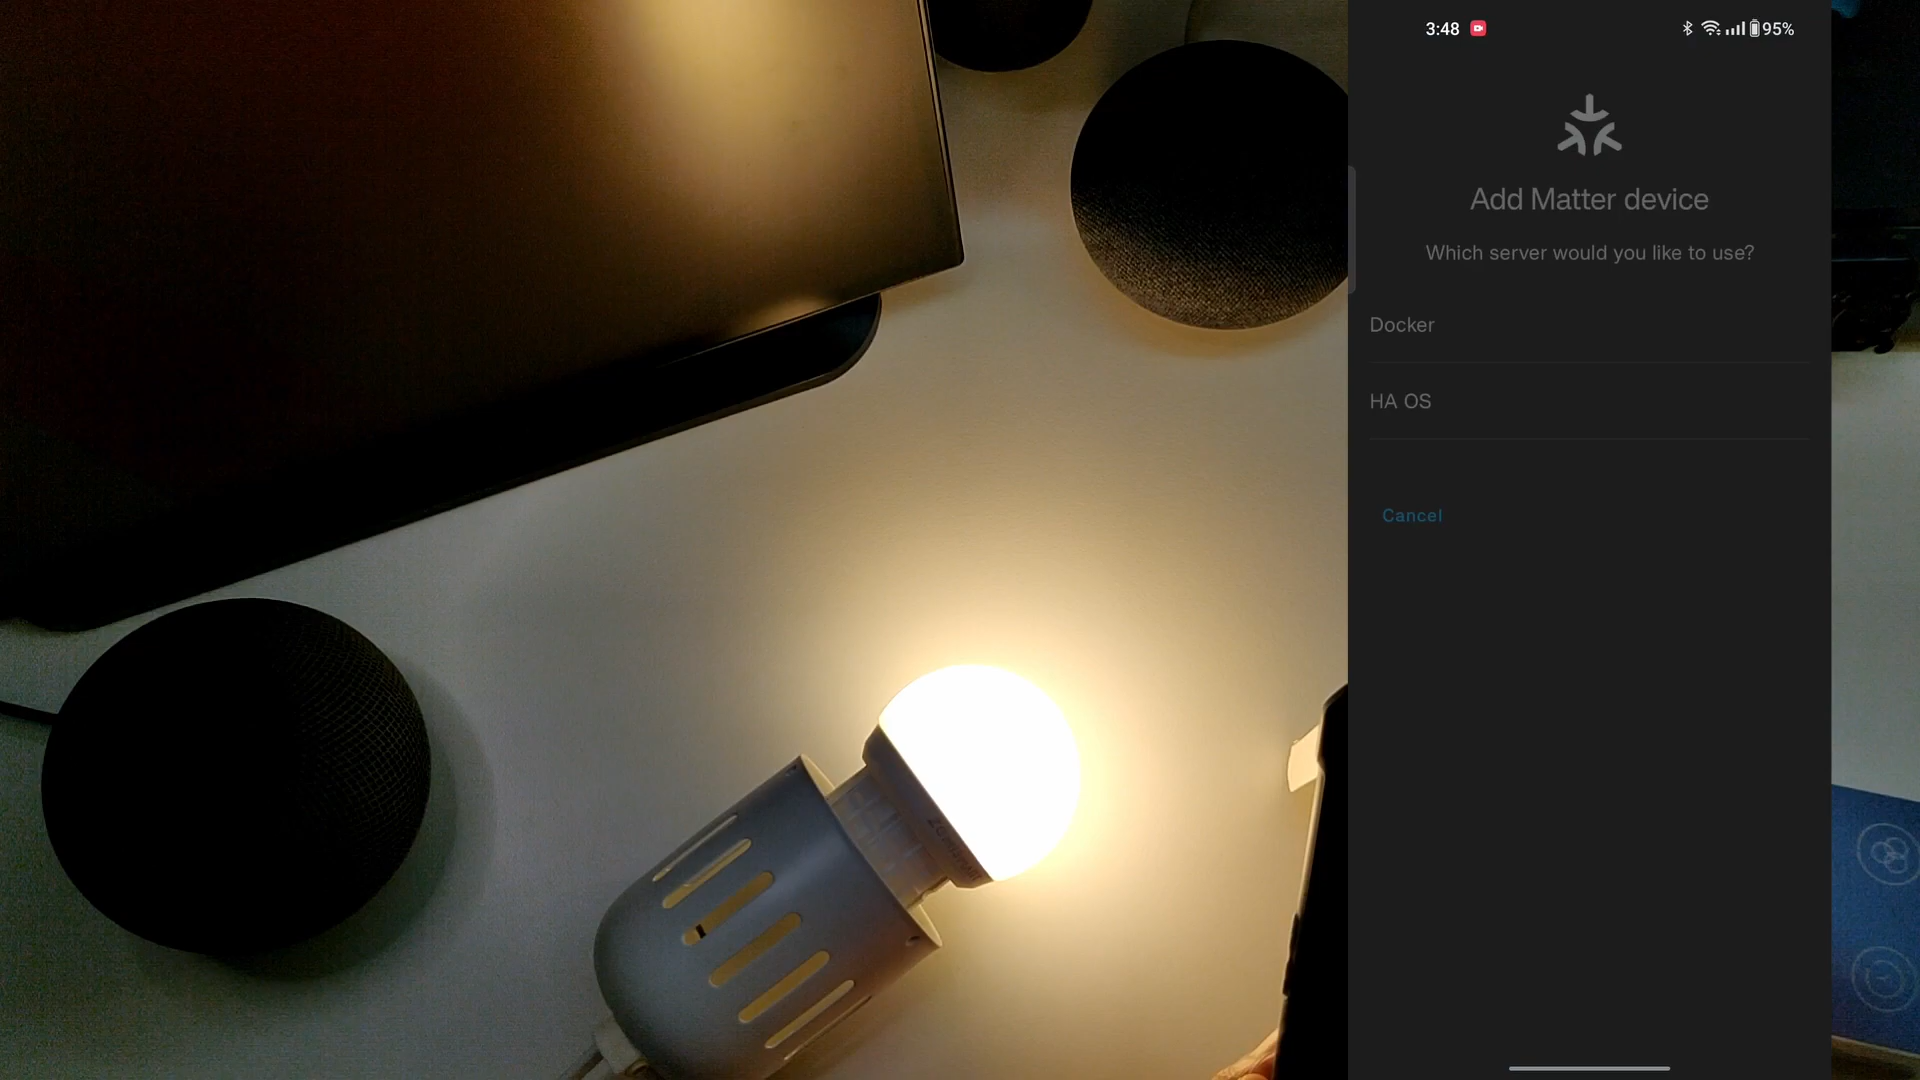 3:48
95%
Add Matter device
Which server would you like to use?
Docker
HA OS
Cancel